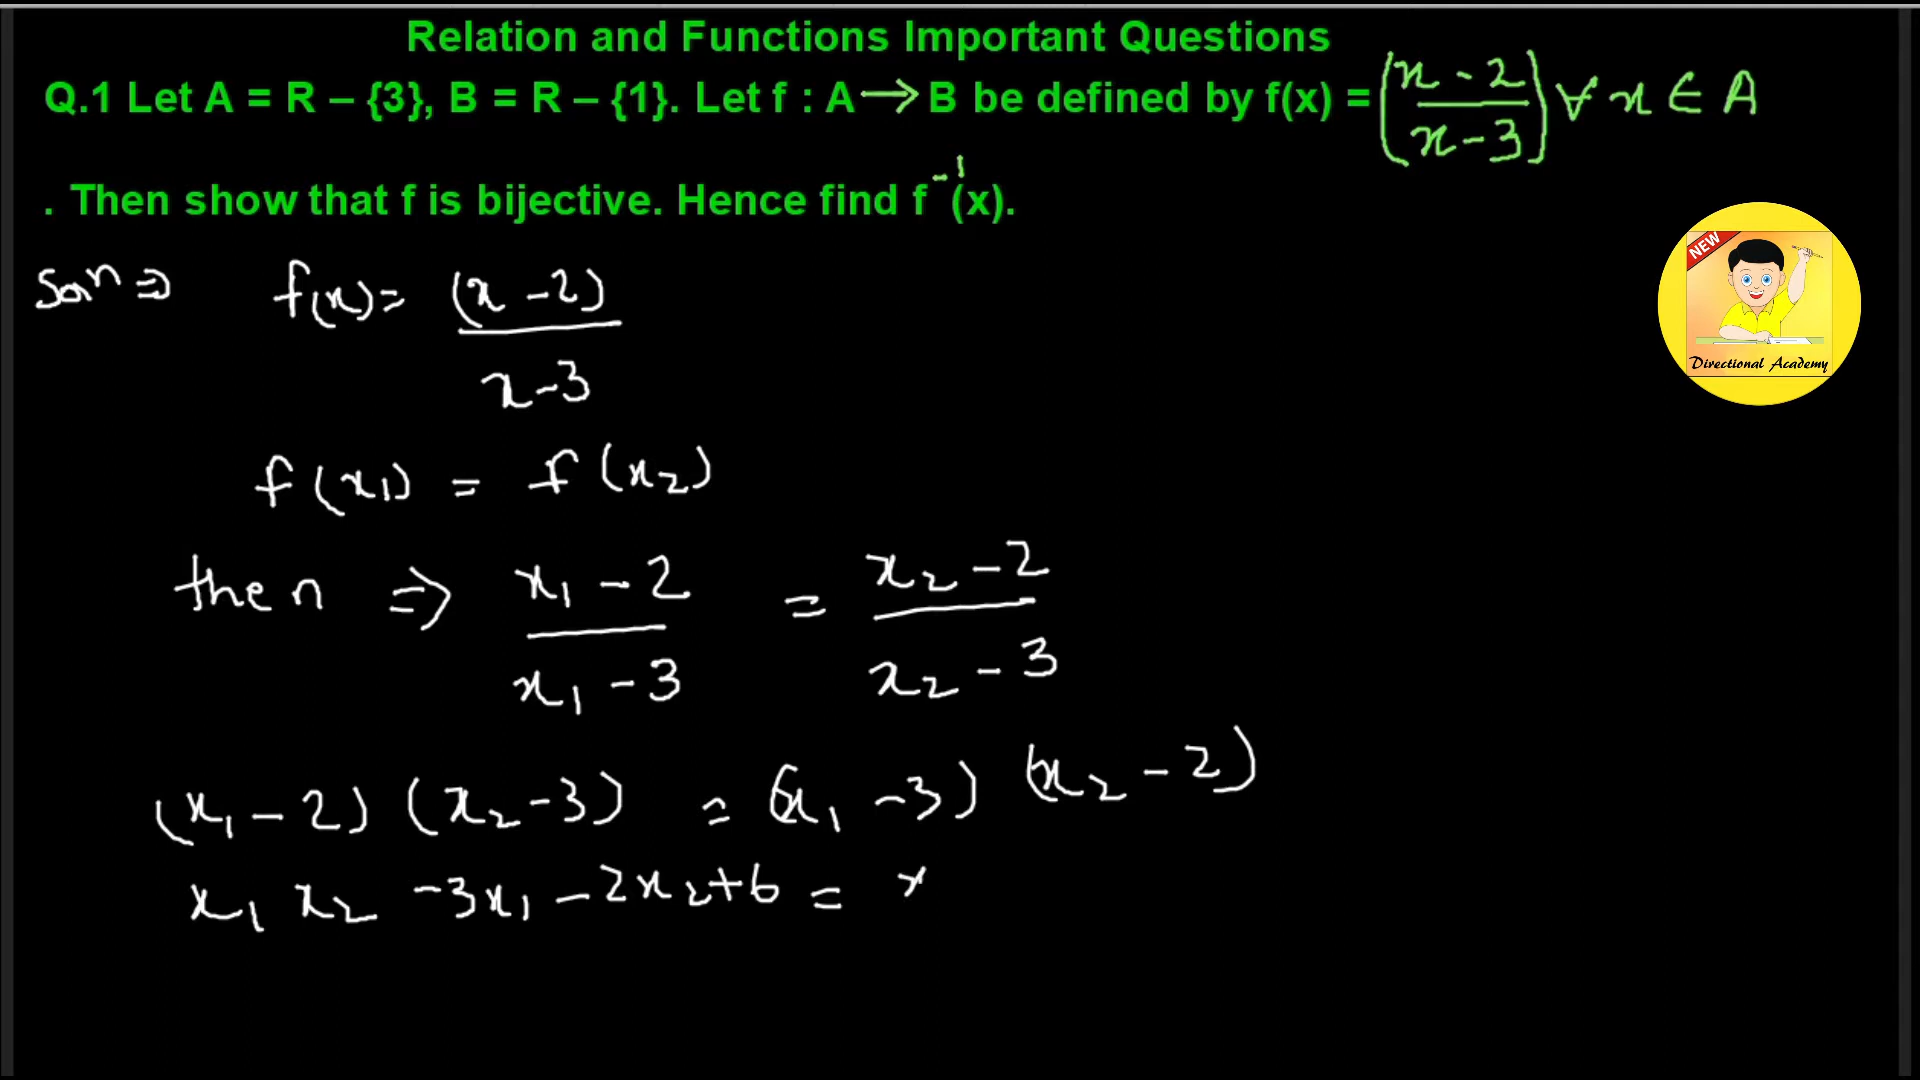 Relation and Functions Important Questions
Q.1 Let A = R – {3}, B = R – {1}. Let f : A → B be defined by f(x) = ((x - 2)/(x - 3)) ∀ x ∈ A
. Then show that f is bijective. Hence find f⁻¹(x).
NEW
Directional Academy
Soln ⇒ f(x) = (x - 2)/(x - 3)
f(x₁) = f(x₂)
then ⇒ (x₁ - 2)/(x₁ - 3) = (x₂ - 2)/(x₂ - 3)
(x₁ - 2) (x₂ - 3) = (x₁ - 3) (x₂ - 2)
x₁ x₂ - 3x₁ - 2x₂ + 6 = x